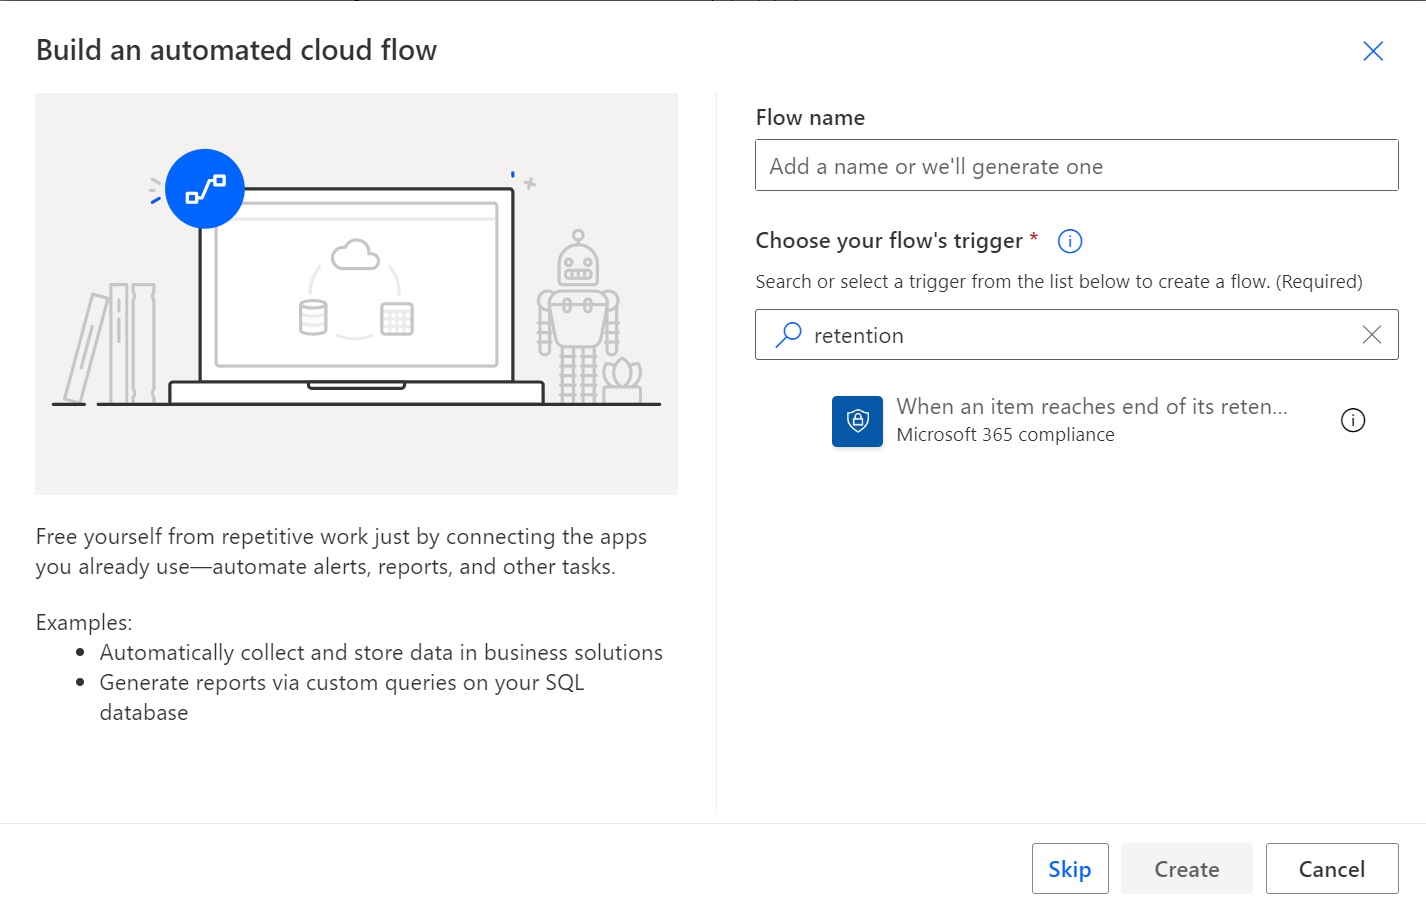 Build an automated cloud flow
Free yourself from repetitive work just by connecting the apps
you already use—automate alerts, reports, and other tasks.
Examples:
Automatically collect and store data in business solutions
Generate reports via custom queries on your SQL
database
Flow name
Add a name or we'll generate one
Choose your flow's trigger *
Search or select a trigger from the list below to create a flow. (Required)
retention
When an item reaches end of its reten...
Microsoft 365 compliance
Skip
Create
Cancel